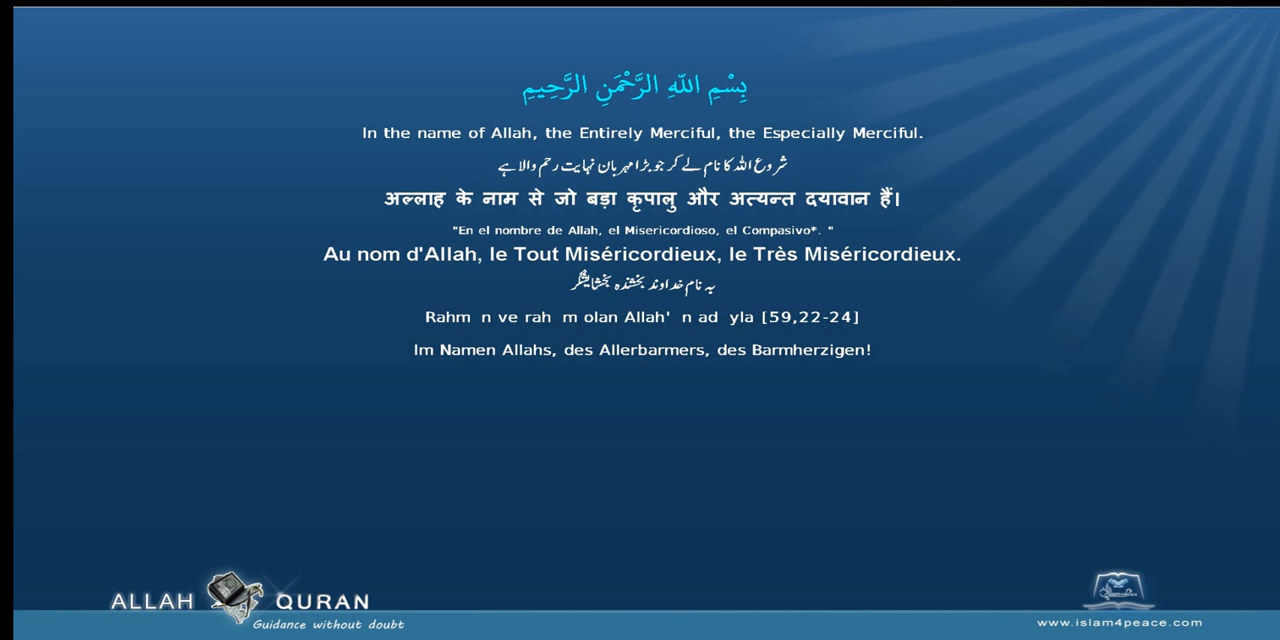 بِسْمِ اللّهِ الرَّحْمَنِ الرَّحِيمِ
In the name of Allah, the Entirely Merciful, the Especially Merciful.
شروع الله کا نام لے کر جو بڑا مہربان نہایت رحم والا ہے
अल्लाह के नाम से जो बड़ा कृपालु और अत्यन्त दयावान हैं।
"En el nombre de Allah, el Misericordioso, el Compasivo*. "
Au nom d'Allah, le Tout Miséricordieux, le Très Miséricordieux.
به نام خداوند بخشنده بخشایشگر
Rahm n ve rah m olan Allah' n ad yla [59,22-24]
Im Namen Allahs, des Allerbarmers, des Barmherzigen!
ALLAH QURAN
Guidance without doubt
www.islam4peace.com